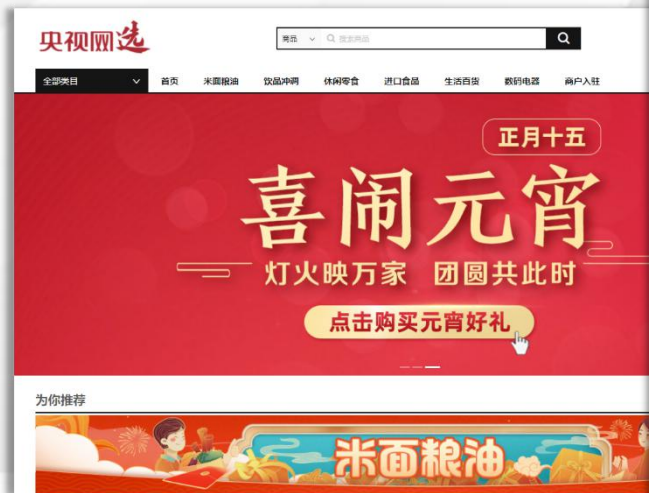 央视网选
商品 搜索商品
全部类目 首页 米面粮油 饮品冲调 休闲零食 进口食品 生活百货 数码电器 商户入驻
正月十五
喜闹元宵
灯火映万家 团圆共此时
点击购买元宵好礼
为你推荐
米面粮油